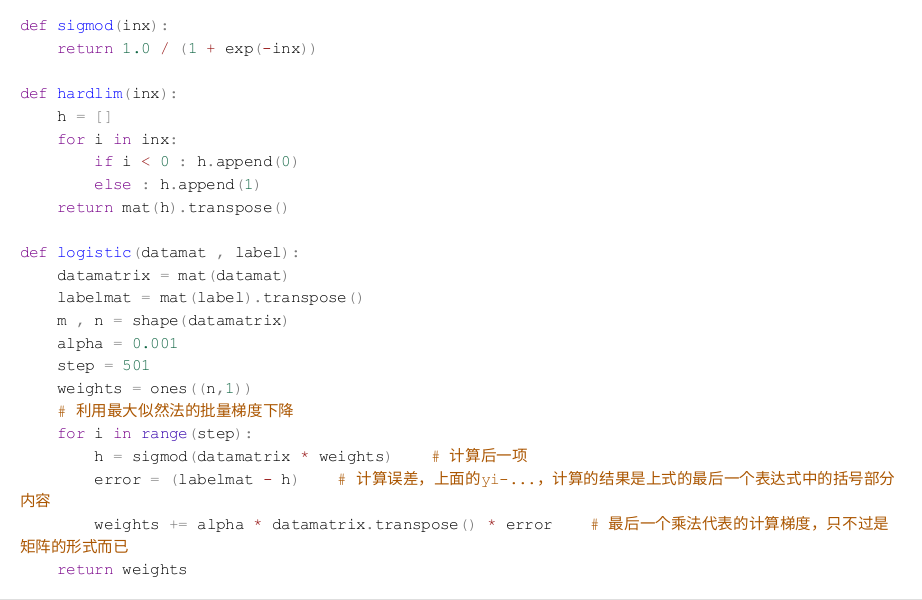 def sigmod(inx):
    return 1.0 / (1 + exp(-inx))

def hardlim(inx):
    h = []
    for i in inx:
        if i < 0 : h.append(0)
        else : h.append(1)
    return mat(h).transpose()

def logistic(datamat , label):
    datamatrix = mat(datamat)
    labelmat = mat(label).transpose()
    m , n = shape(datamatrix)
    alpha = 0.001
    step = 501
    weights = ones((n,1))
    # 利用最大似然法的批量梯度下降
    for i in range(step):
        h = sigmod(datamatrix * weights)    # 计算后一项
        error = (labelmat - h)    # 计算误差，上面的yi-...，计算的结果是上式的最后一个表达式中的括号部分
内容
        weights += alpha * datamatrix.transpose() * error    # 最后一个乘法代表的计算梯度，只不过是
矩阵的形式而已
    return weights